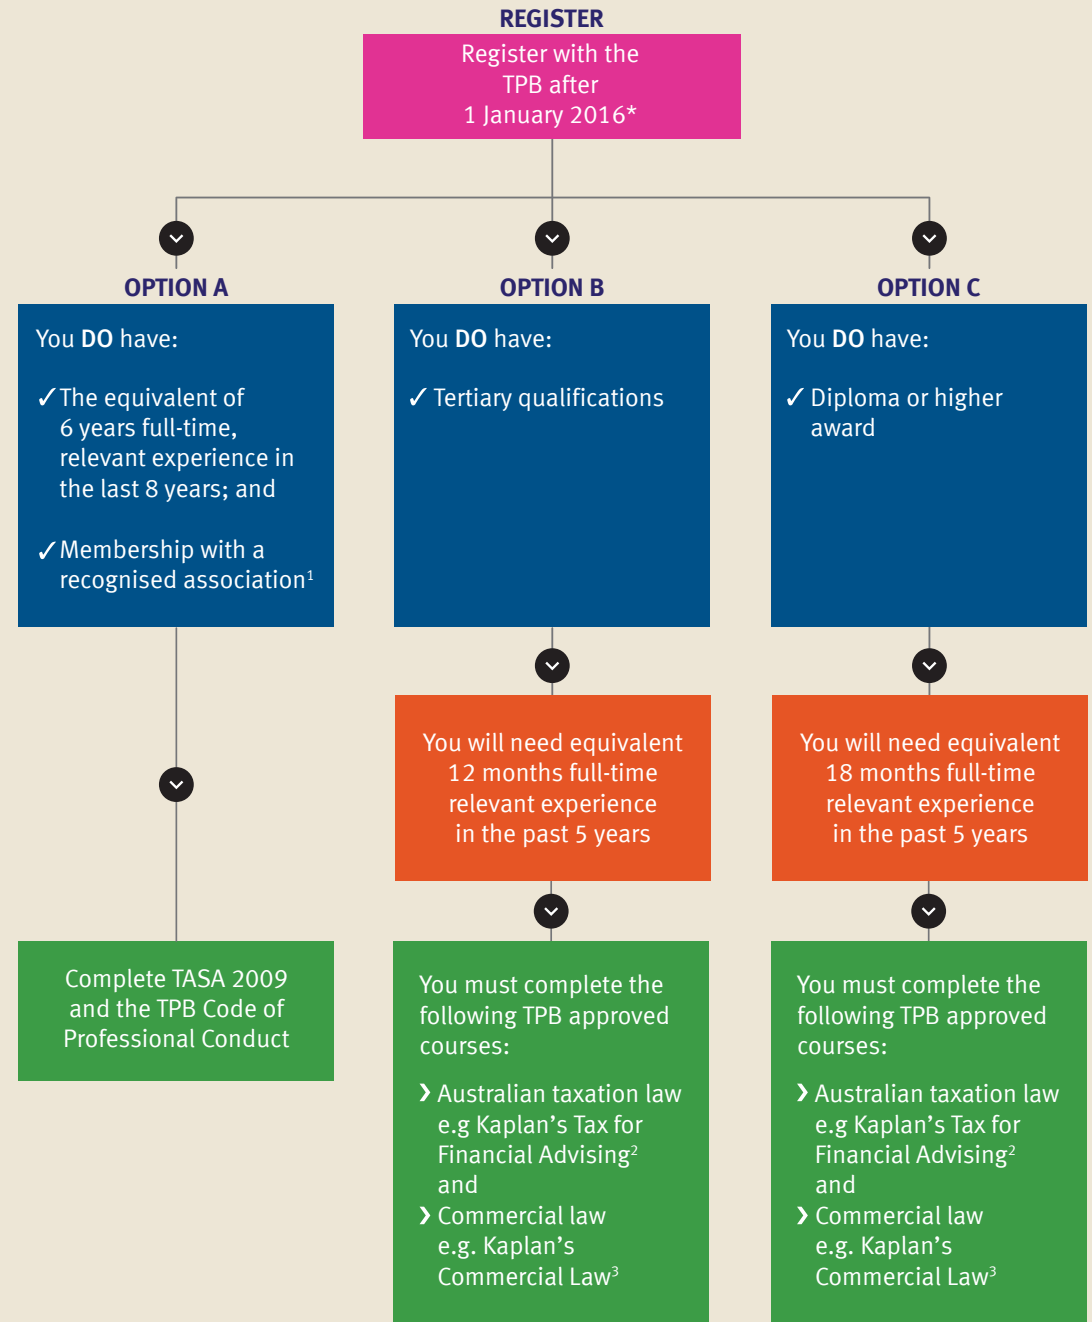 REGISTER
Register with the
TPB after
1 January 2016*
OPTION A
You DO have:
✓ The equivalent of
6 years full-time,
relevant experience in
the last 8 years; and
✓ Membership with a
recognised association¹
Complete TASA 2009
and the TPB Code of
Professional Conduct
OPTION B
You DO have:
✓ Tertiary qualifications
You will need equivalent
12 months full-time
relevant experience
in the past 5 years
You must complete the
following TPB approved
courses:
❯ Australian taxation law
e.g Kaplan’s Tax for
Financial Advising²
and
❯ Commercial law
e.g. Kaplan’s
Commercial Law³
OPTION C
You DO have:
✓ Diploma or higher
award
You will need equivalent
18 months full-time
relevant experience
in the past 5 years
You must complete the
following TPB approved
courses:
❯ Australian taxation law
e.g Kaplan’s Tax for
Financial Advising²
and
❯ Commercial law
e.g. Kaplan’s
Commercial Law³